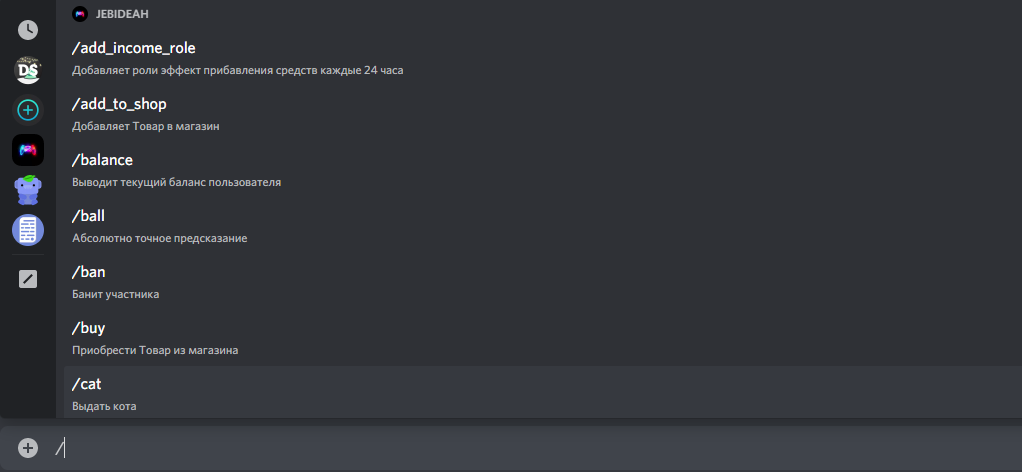 JEBIDEAH
/add_income_role
Добавляет роли эффект прибавления средств каждые 24 часа
/add_to_shop
Добавляет Товар в магазин
/balance
Выводит текущий баланс пользователя
/ball
Абсолютно точное предсказание
/ban
Банит участника
/buy
Приобрести Товар из магазина
/cat
Выдать кота
/
DS